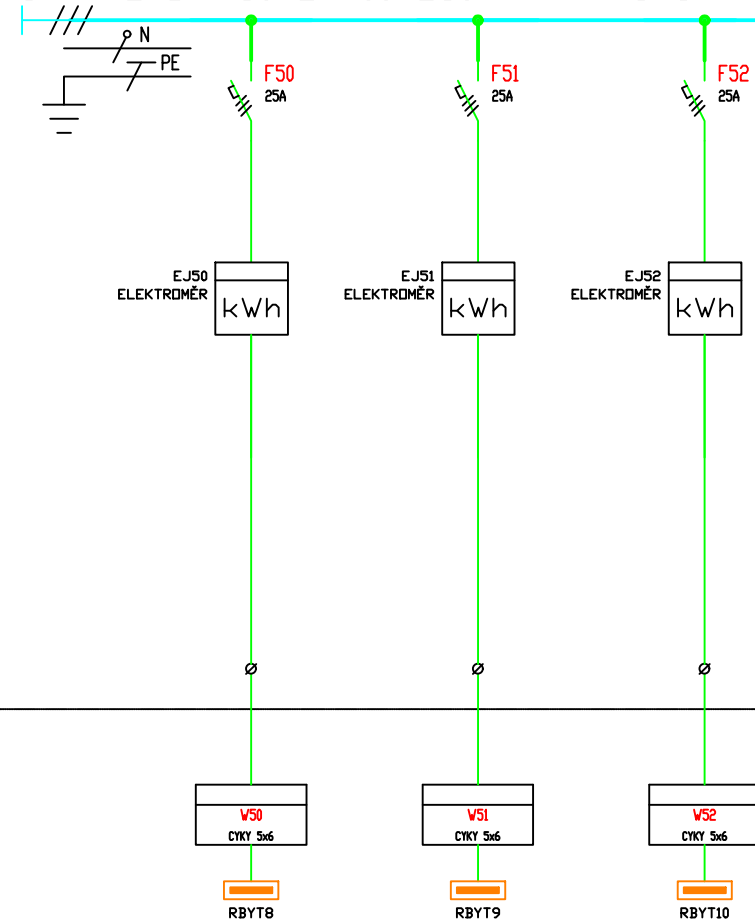 N
PE
F50
25A
F51
25A
F52
25A
EJ50
ELEKTROMĚR
kWh
EJ51
ELEKTROMĚR
kWh
EJ52
ELEKTROMĚR
kWh
W50
CYKY 5x6
W51
CYKY 5x6
W52
CYKY 5x6
RBYT8
RBYT9
RBYT10